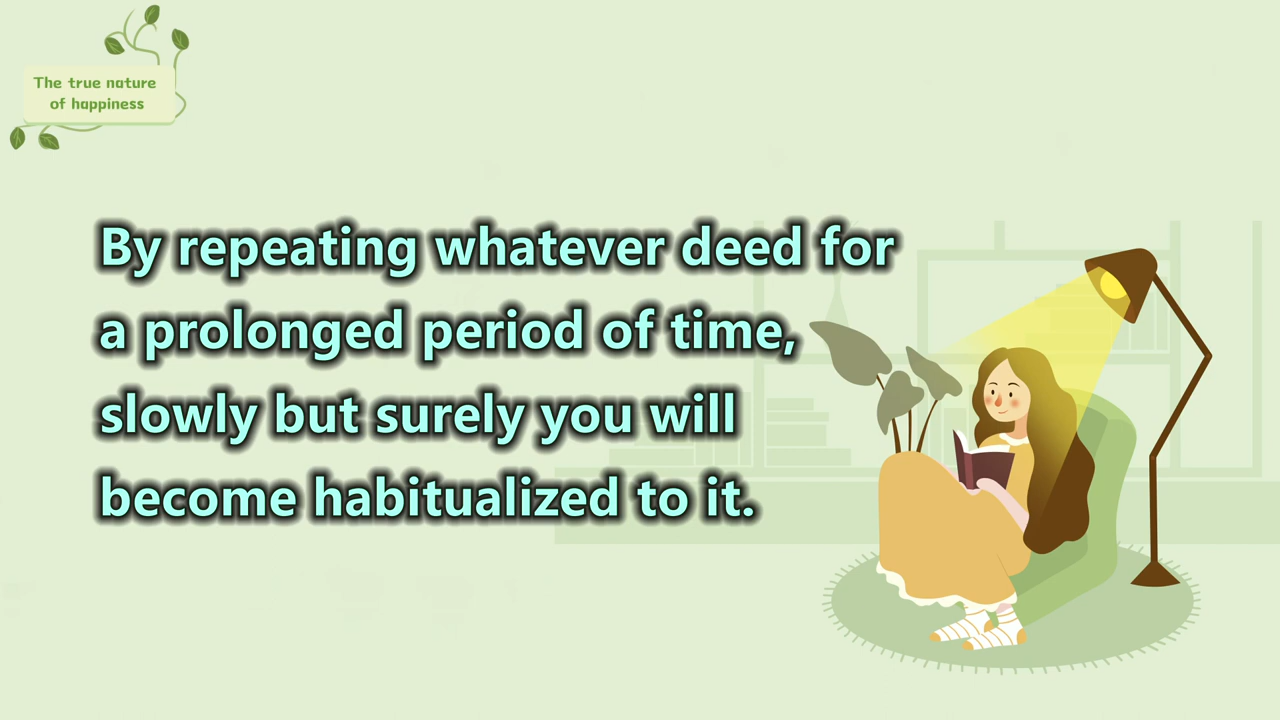 The true nature
of happiness
By repeating whatever deed for
a prolonged period of time,
slowly but surely you will
become habitualized to it.